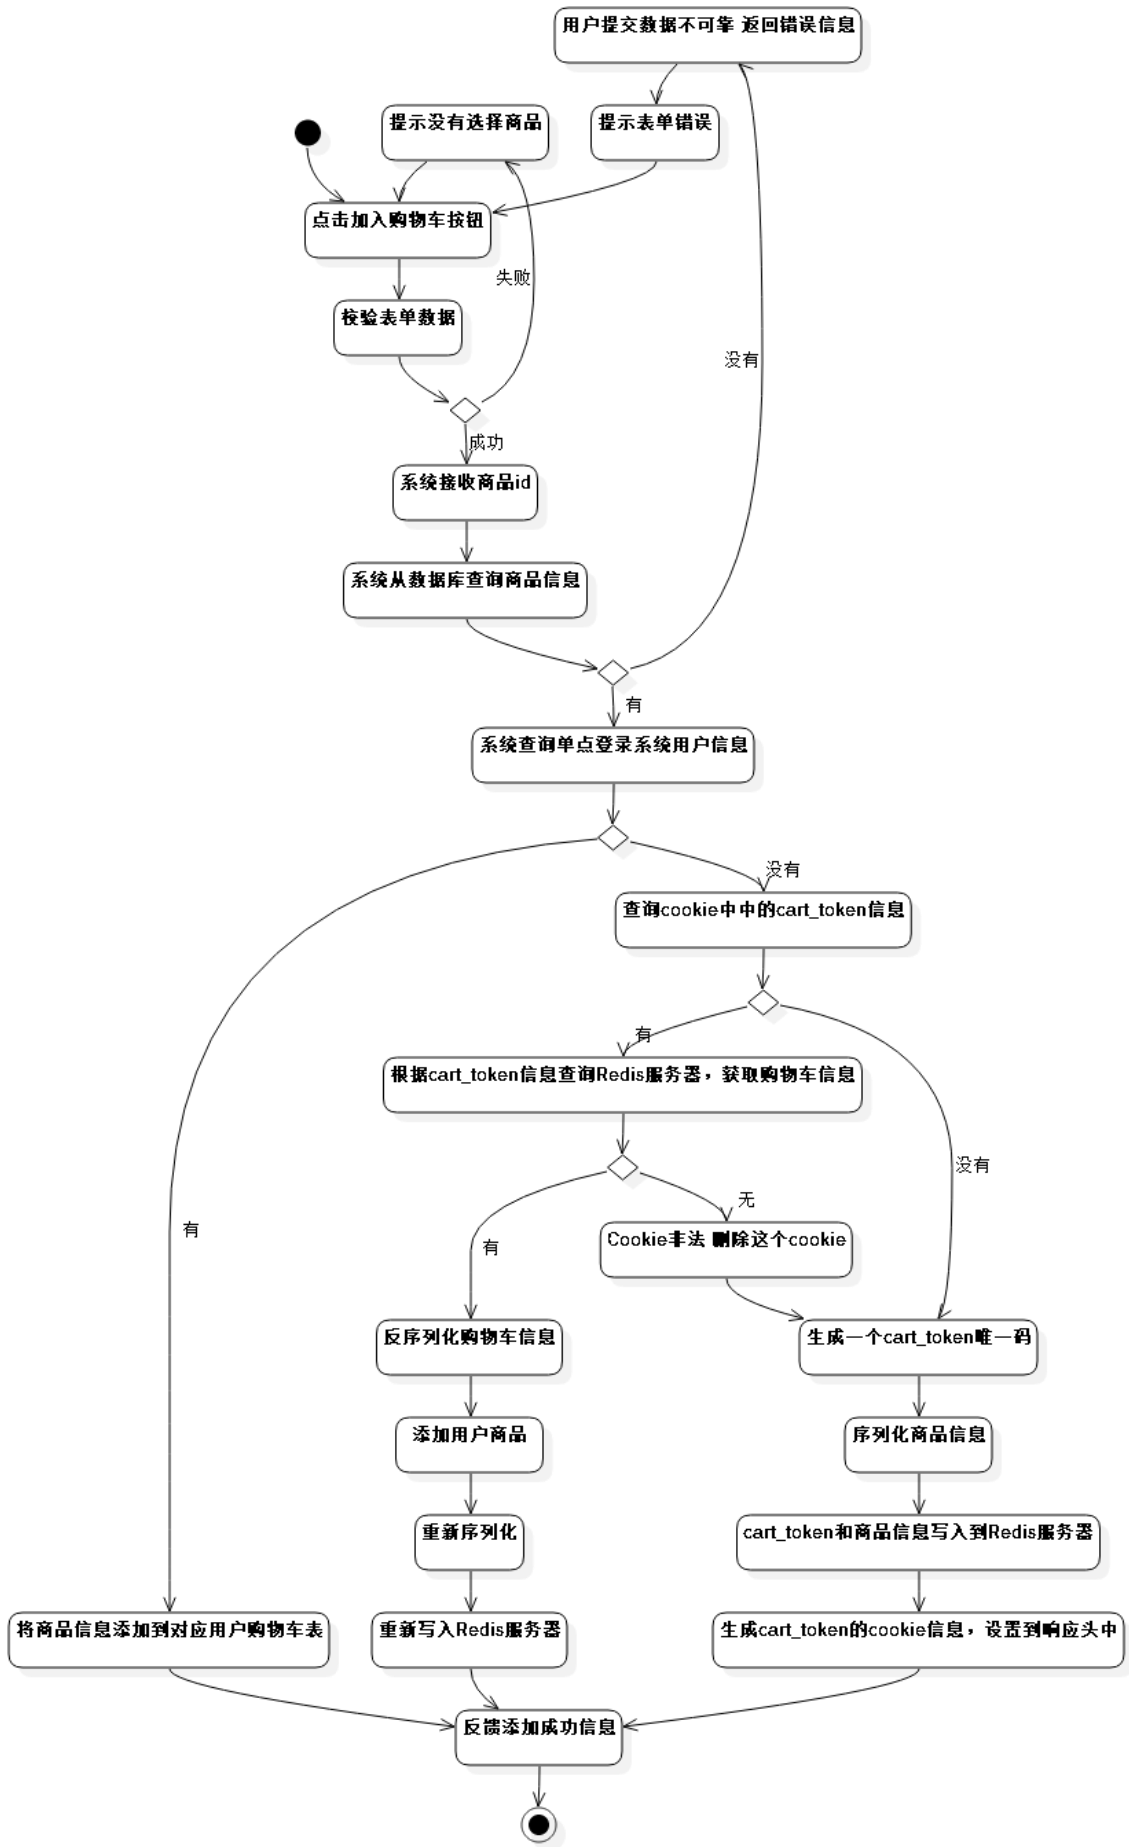 用户提交数据不可靠 返回错误信息
提示没有选择商品
提示表单错误
点击加入购物车按钮
失败
校验表单数据
没有
成功
系统接收商品id
系统从数据库查询商品信息
有
系统查询单点登录系统用户信息
没有
查询cookie中中的cart_token信息
有
根据cart_token信息查询Redis服务器，获取购物车信息
没有
无
有
有
Cookie非法 删除这个cookie
反序列化购物车信息
生成一个cart_token唯一码
添加用户商品
序列化商品信息
重新序列化
cart_token和商品信息写入到Redis服务器
将商品信息添加到对应用户购物车表
重新写入Redis服务器
生成cart_token的cookie信息，设置到响应头中
反馈添加成功信息